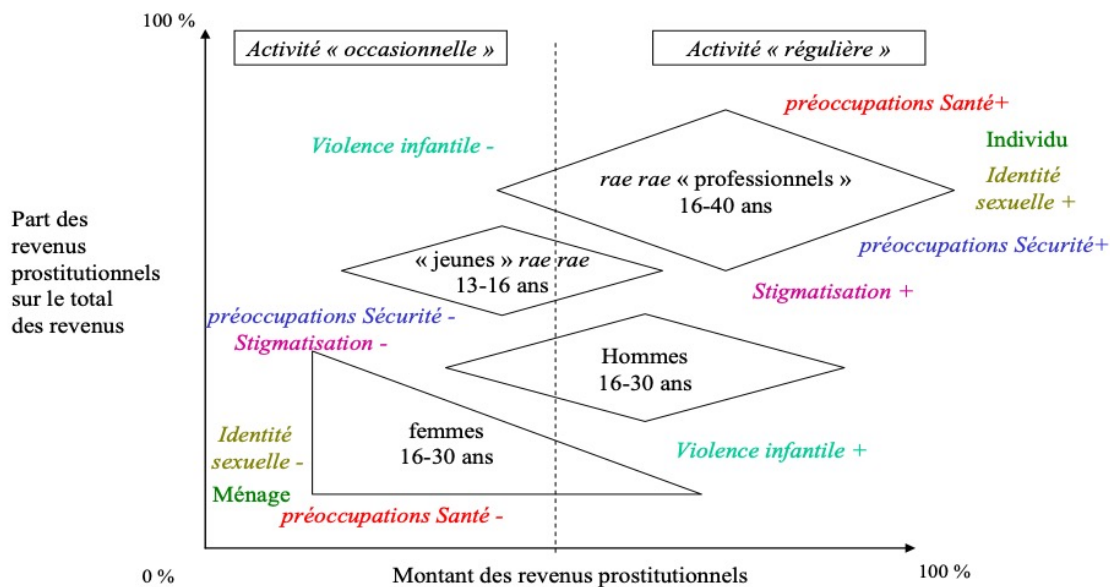 100 %
Activité « occasionnelle »
Activité « régulière »
préoccupations Santé+
Violence infantile -
Individu
rae rae « professionnels »
16-40 ans
Identité
sexuelle +
Part des
revenus
prostitutionnels
sur le total
des revenus
préoccupations Sécurité+
« jeunes » rae rae
13-16 ans
Stigmatisation +
préoccupations Sécurité -
Stigmatisation -
Hommes
16-30 ans
femmes
16-30 ans
Identité
sexuelle -
Violence infantile +
Ménage
préoccupations Santé -
0 %
Montant des revenus prostitutionnels
100 %